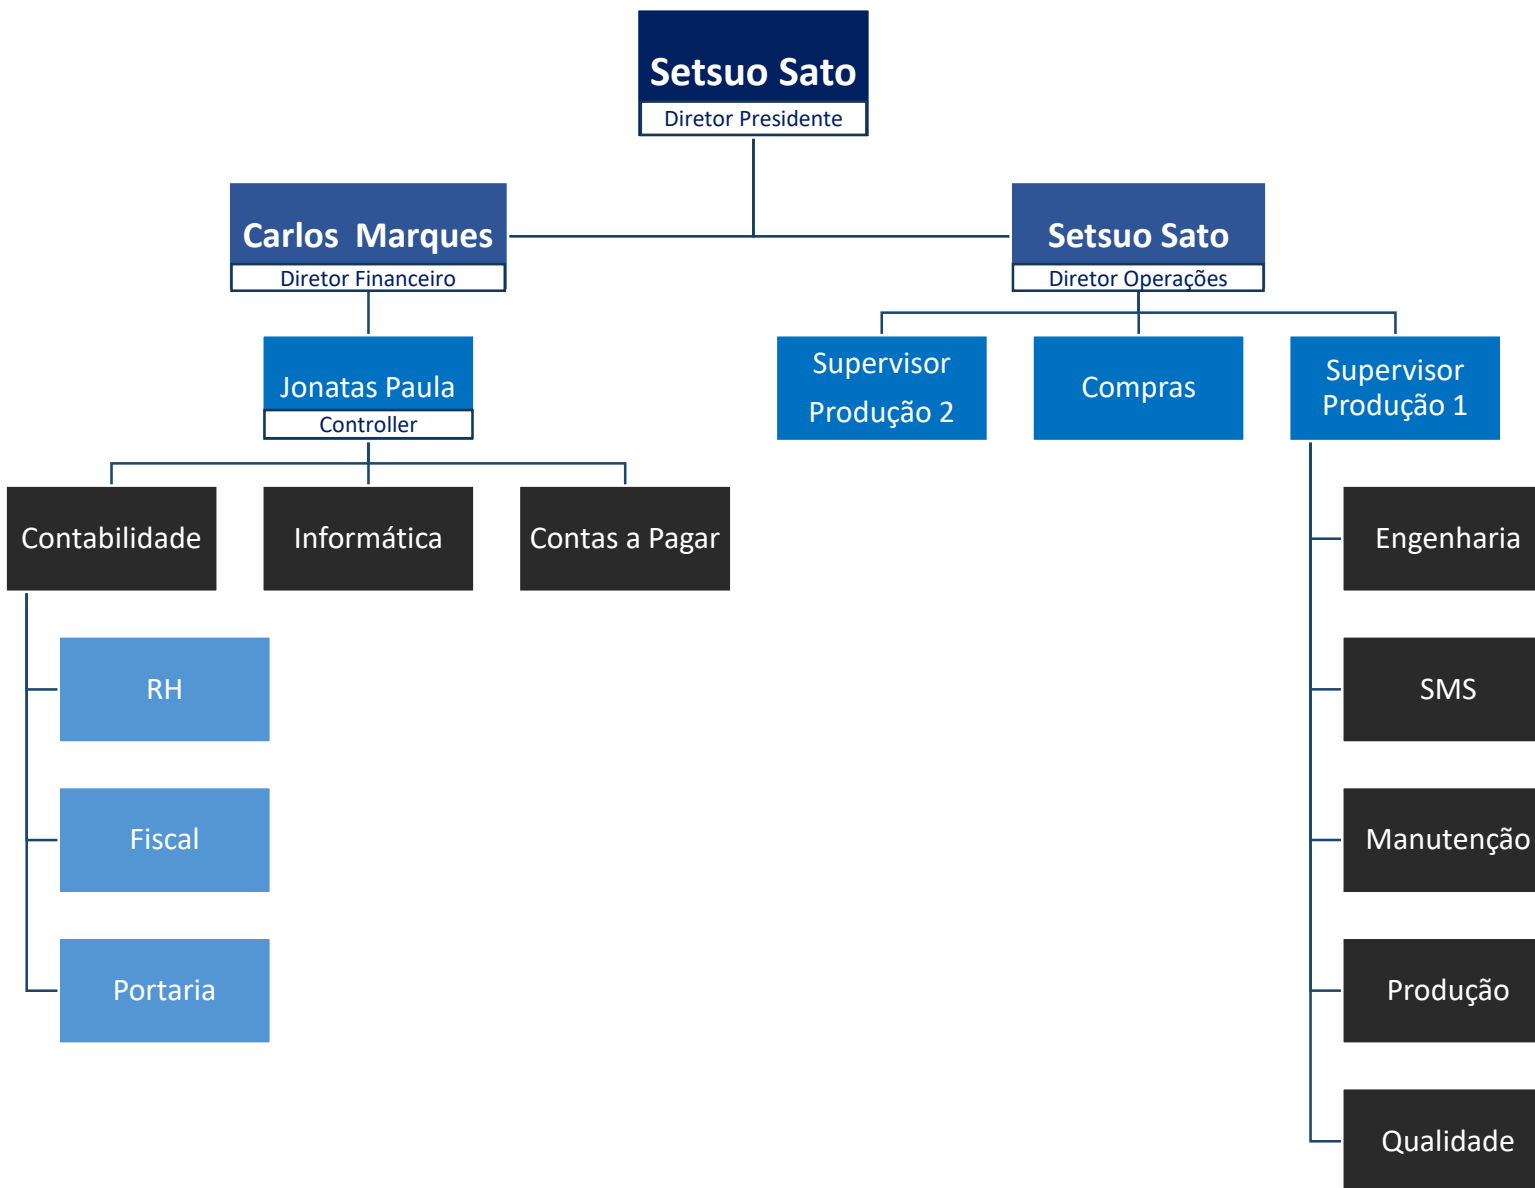 Setsuo Sato
Diretor Presidente
Carlos  Marques
Diretor Financeiro
Setsuo Sato
Diretor Operações
Jonatas Paula
Controller
Supervisor
Produção 2
Compras
Supervisor
Produção 1
Contabilidade
Informática
Contas a Pagar
Engenharia
RH
SMS
Fiscal
Manutenção
Portaria
Produção
Qualidade